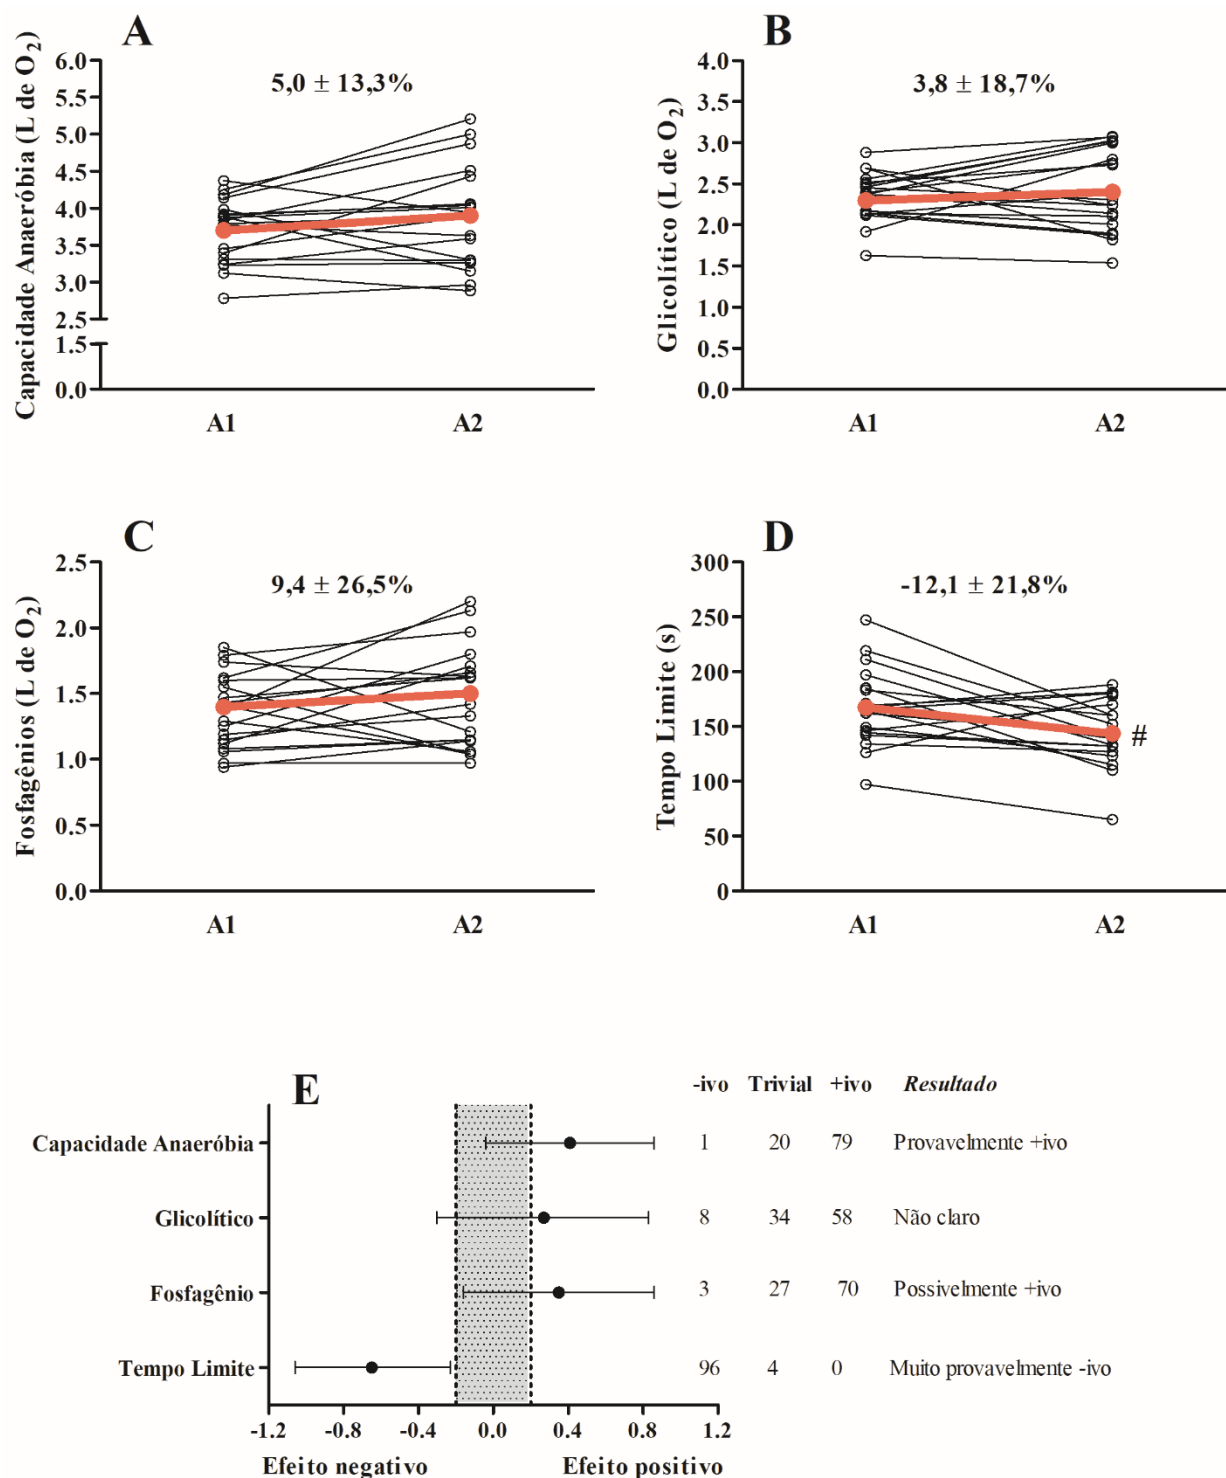 A
Capacidade Anaeróbia (L de O2)
5,0 ± 13,3%
6.0
5.5
5.0
4.5
4.0
3.5
3.0
2.5
1.5
0.0
A1
A2
B
Glicolítico (L de O2)
3,8 ± 18,7%
4.0
3.5
3.0
2.5
2.0
1.5
1.0
0.5
0.0
A1
A2
C
Fosfagênios (L de O2)
9,4 ± 26,5%
2.5
2.0
1.5
1.0
0.5
0.0
A1
A2
D
Tempo Limite (s)
-12,1 ± 21,8%
300
250
200
150
100
50
0
#
A1
A2
E
-ivo Trivial +ivo Resultado
Capacidade Anaeróbia 1 20 79 Provavelmente +ivo
Glicolítico 8 34 58 Não claro
Fosfagênio 3 27 70 Possivelmente +ivo
Tempo Limite 96 4 0 Muito provavelmente -ivo
-1.2 -0.8 -0.4 0.0 0.4 0.8 1.2
Efeito negativo Efeito positivo